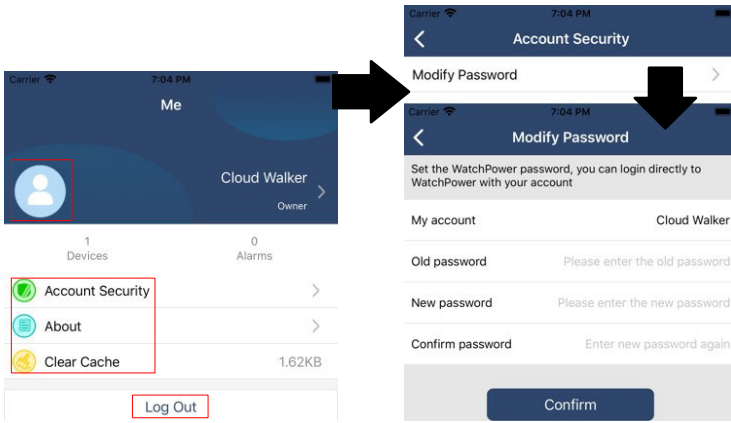 Carrier 7:04 PM
Me
Cloud Walker
Owner
1 0
Devices Alarms
Account Security
About
Clear Cache 1.62KB
Log Out
Carrier 7:04 PM
Account Security
Modify Password
Carrier 7:04 PM
Modify Password
Set the WatchPower password, you can login directly to
WatchPower with your account
My account Cloud Walker
Old password Please enter the old password
New password Please enter the new password
Confirm password Enter new password again
Confirm